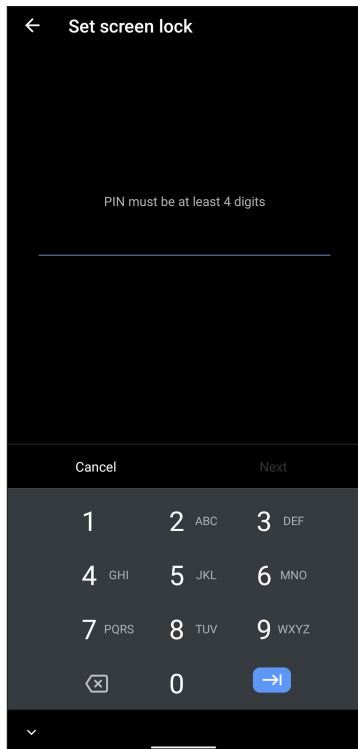 Set screen lock
PIN must be at least 4 digits
Cancel Next
1 2 ABC 3 DEF
4 GHI 5 JKL 6 MNO
7 PQRS 8 TUV 9 WXYZ
0